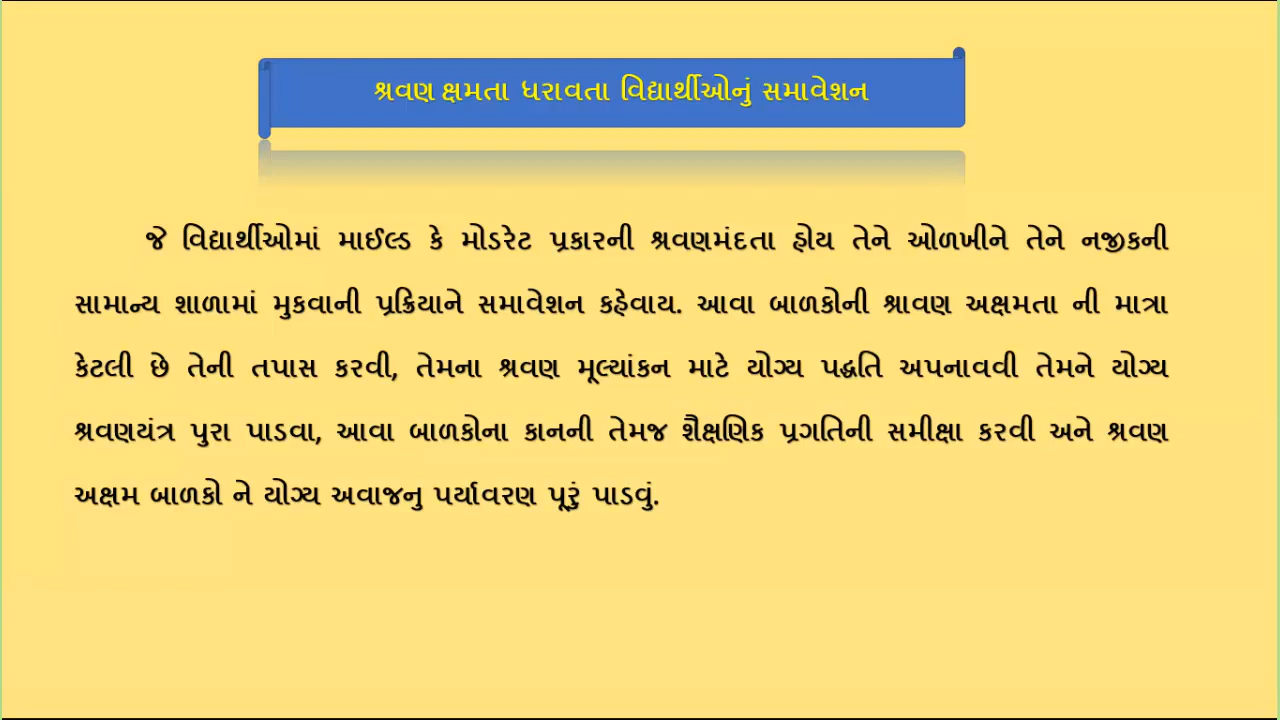 શ્રવણ ક્ષમતા ધરાવતા વિદ્યાર્થીઓનું સમાવેશન
જે વિદ્યાર્થીઓમાં માઈલ્ડ કે મોડરેટ પ્રકારની શ્રવણમંદતા હોય તેને ઓળખીને તેને નજીકની
સામાન્ય શાળામાં મુકવાની પ્રક્રિયાને સમાવેશન કહેવાય. આવા બાળકોની શ્રાવણ અક્ષમતા ની માત્રા
કેટલી છે તેની તપાસ કરવી, તેમના શ્રવણ મૂલ્યાંકન માટે યોગ્ય પદ્ધતિ અપનાવવી તેમને યોગ્ય
શ્રવણયંત્ર પુરા પાડવા, આવા બાળકોના કાનની તેમજ શૈક્ષણિક પ્રગતિની સમીક્ષા કરવી અને શ્રવણ
અક્ષમ બાળકો ને યોગ્ય અવાજનુ પર્યાવરણ પૂરું પાડવું.